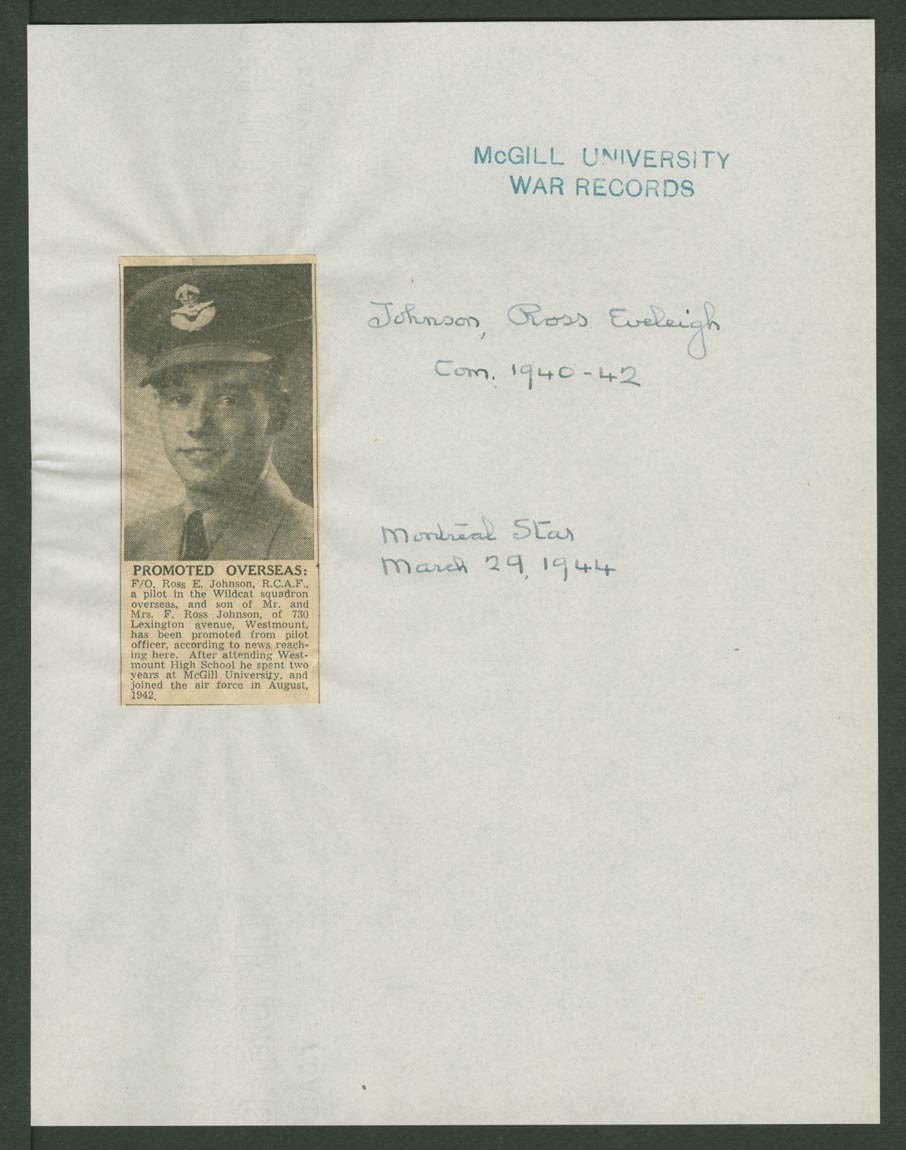 McGILL UNIVERSITY
WAR RECORDS
Johnson, Ross Eveleigh
Com. 1940-42
Montreal Star
March 29, 1944
PROMOTED OVERSEAS:
F/O. Ross E. Johnson, R.C.A.F.,
a pilot in the Wildcat squadron
overseas, and son of Mr. and
Mrs. F. Ross Johnson, of 730
Lexington avenue, Westmount,
has been promoted from pilot
officer, according to news reach-
ing here. After attending West-
mount High School he spent two
years at McGill University, and
joined the air force in August,
1942.